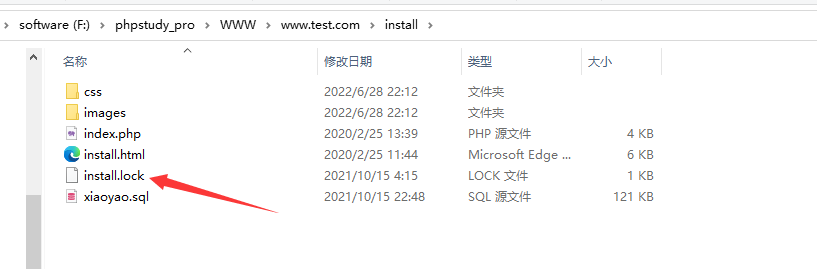 software (F:) > phpstudy_pro > WWW > www.test.com > install >
名称 修改日期 类型 大小
css 2022/6/28 22:12 文件夹
images 2022/6/28 22:12 文件夹
index.php 2020/2/25 13:39 PHP 源文件 4 KB
install.html 2020/2/25 11:44 Microsoft Edge ... 6 KB
install.lock 2021/10/15 4:15 LOCK 文件 1 KB
xiaoyao.sql 2021/10/15 22:48 SQL 源文件 121 KB